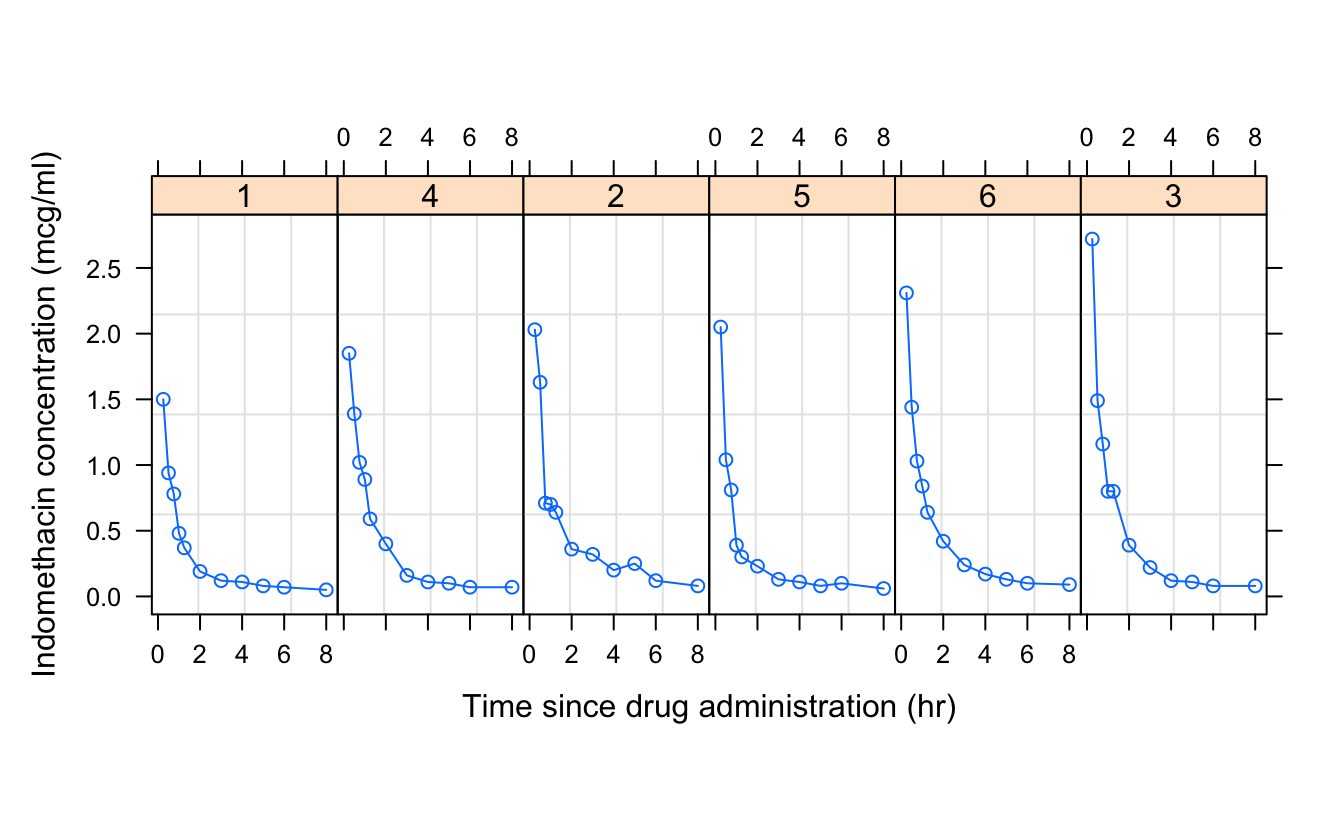 0 2 4 6 8 0 2 4 6 8 0 2 4 6 8
1 4 2 5 6 3
Indomethacin concentration (mcg/ml)
2.5
2.0
1.5
1.0
0.5
0.0
0 2 4 6 8 0 2 4 6 8 0 2 4 6 8
Time since drug administration (hr)